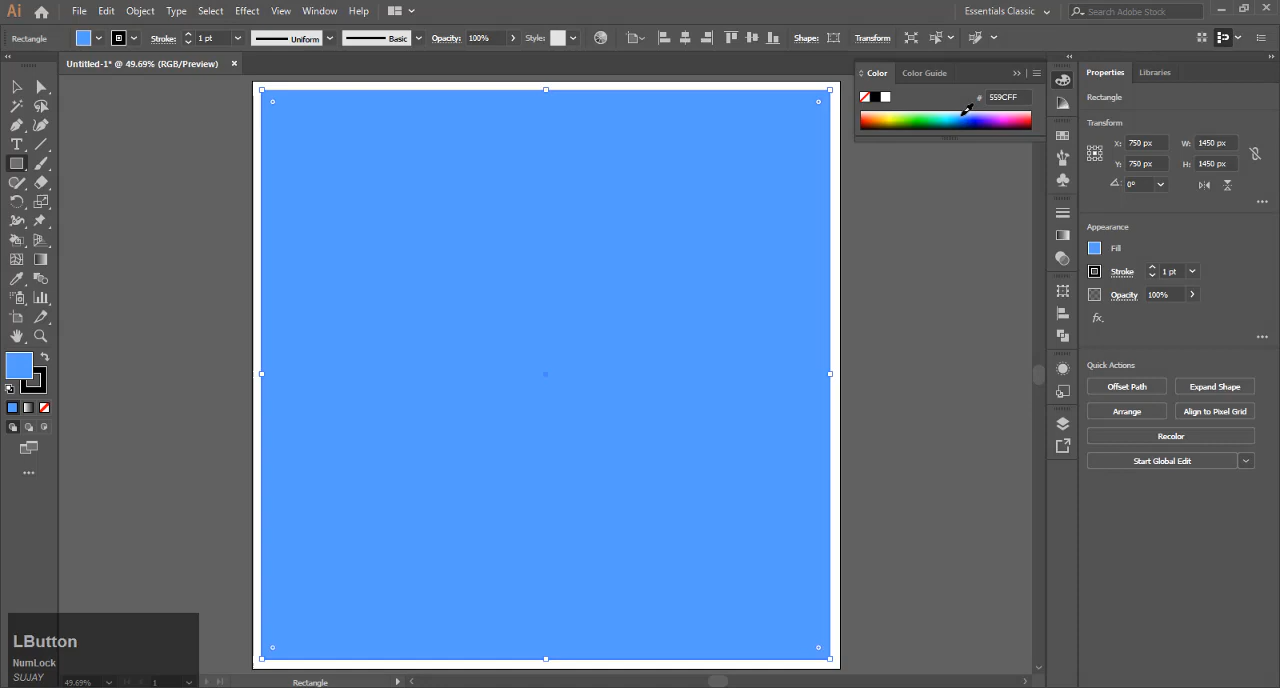 Ai File Edit Object Type Select Effect View Window Help Essentials Classic Search Adobe Stock
Rectangle Stroke: 1 pt Uniform Basic Opacity: 100% Style: Shape: Transform
Untitled-1* @ 49.69% (RGB/Preview)
Color Color Guide
# 559CFF
Properties Libraries
Rectangle
Transform
X: 750 px W: 1450 px
Y: 750 px H: 1450 px
0°
Appearance
Fill
Stroke 1 pt
Opacity 100%
fx.
Quick Actions
Offset Path Expand Shape
Arrange Align to Pixel Grid
Recolor
Start Global Edit
LButton
NumLock
SUJAY
49.69% 1 Rectangle